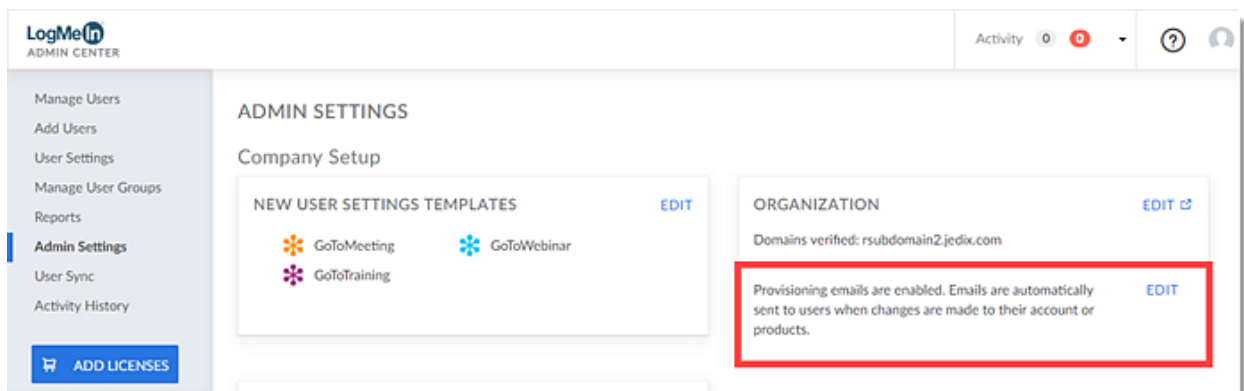 LogMeIn
ADMIN CENTER
Activity 0 0
?
Manage Users
Add Users
User Settings
Manage User Groups
Reports
Admin Settings
User Sync
Activity History
ADD LICENSES
ADMIN SETTINGS
Company Setup
NEW USER SETTINGS TEMPLATES EDIT
GoToMeeting GoToWebinar
GoToTraining
ORGANIZATION EDIT
Domains verified: rsubdomain2.jedix.com
Provisioning emails are enabled. Emails are automatically EDIT
sent to users when changes are made to their account or
products.